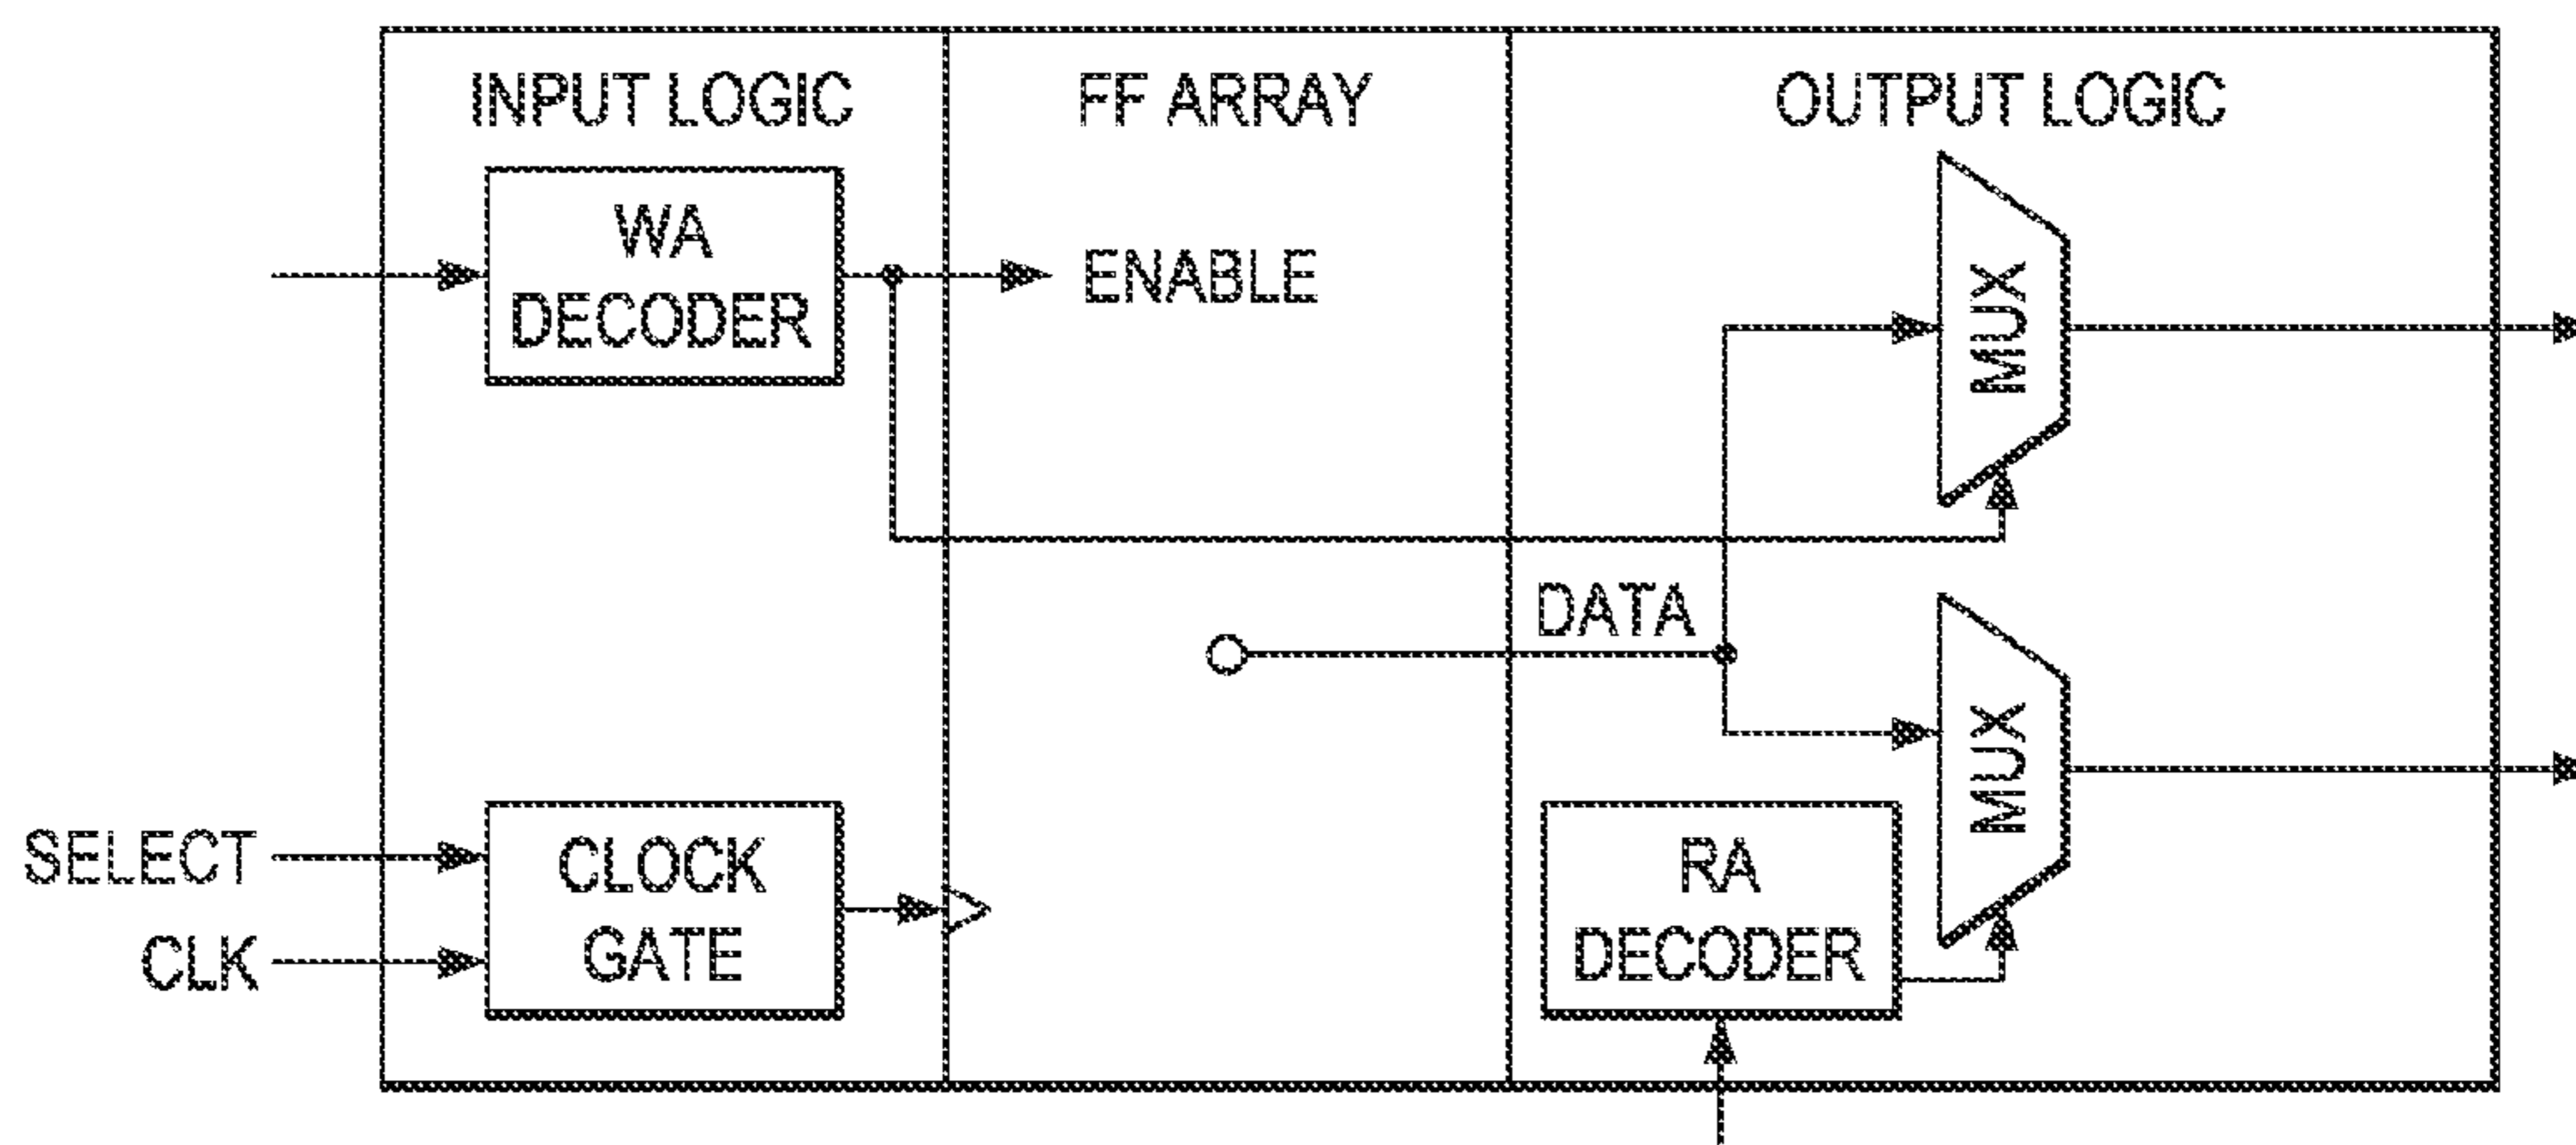 INPUT LOGIC
FF ARRAY
OUTPUT LOGIC
WA
DECODER
ENABLE
MUX
DATA
MUX
SELECT
CLK
CLOCK
GATE
RA
DECODER